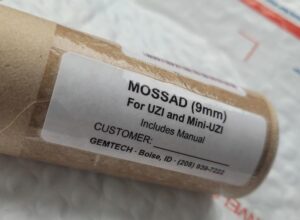 MOSSAD (9mm)
For UZI and Mini-UZI
Includes Manual
CUSTOMER:
GEMTECH - Boise, ID - (208) 939-7222